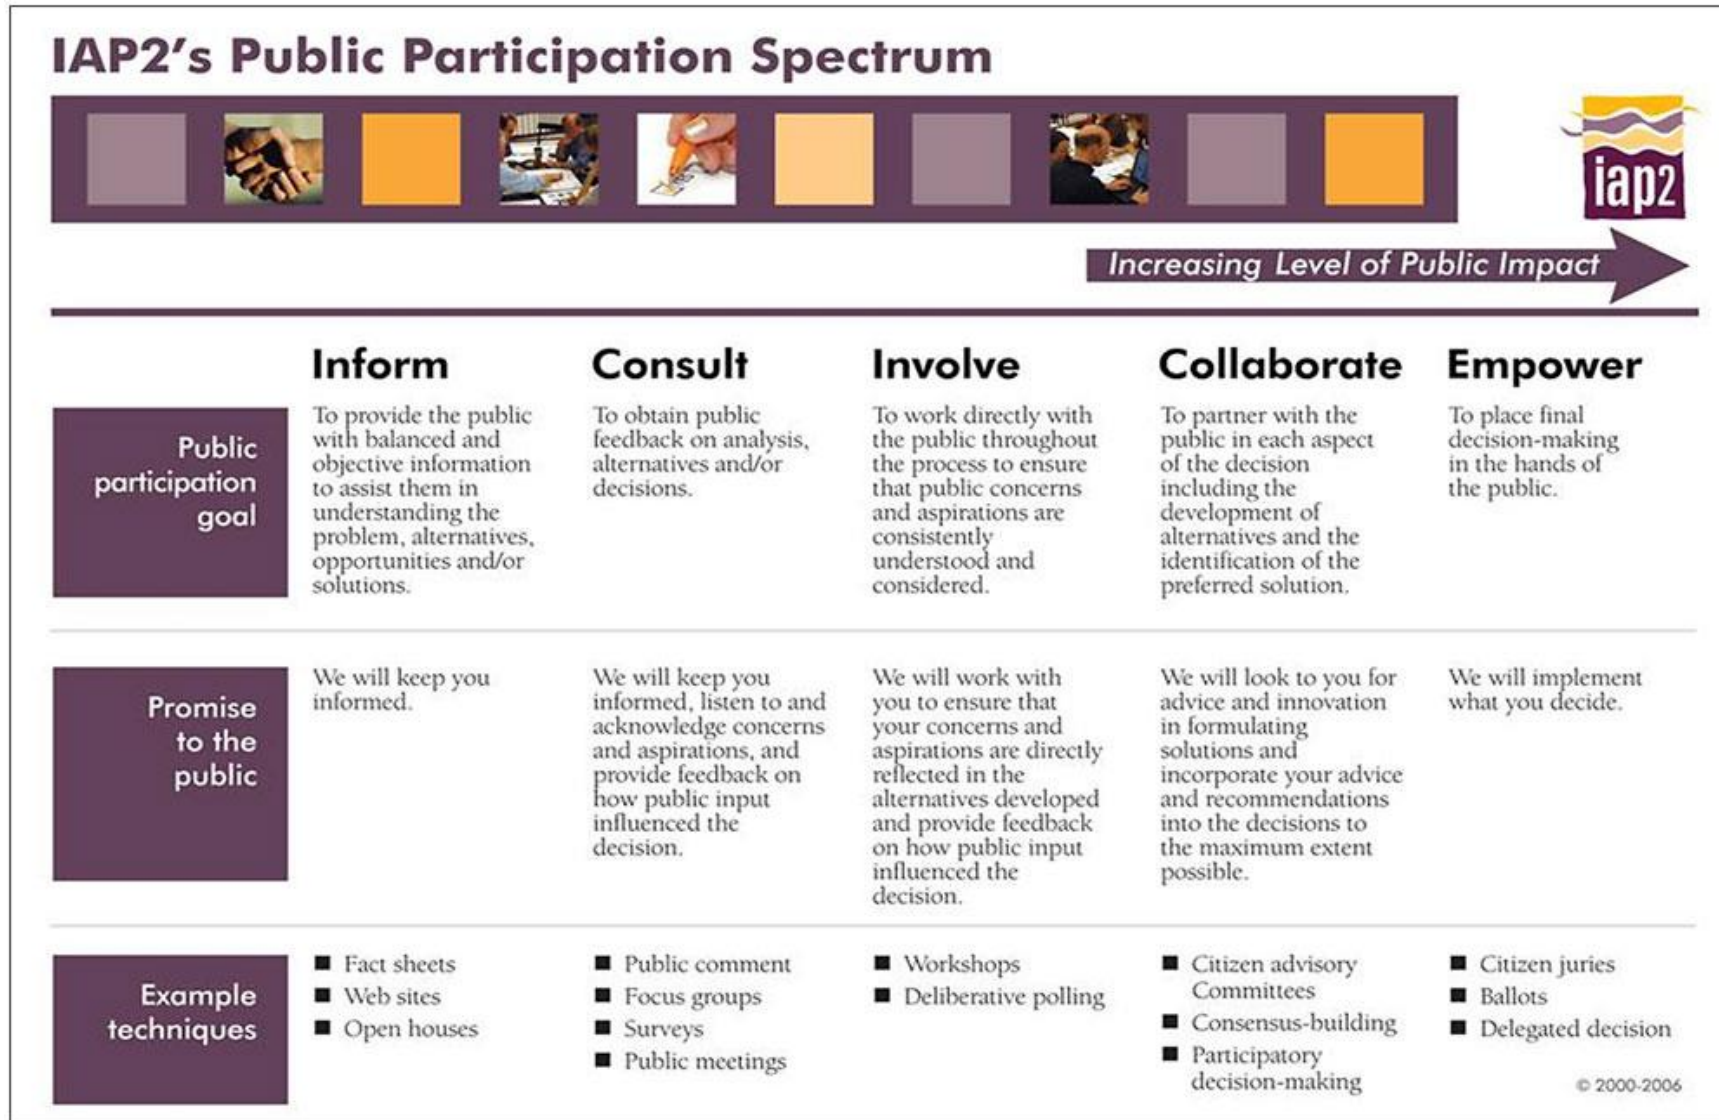 IAP2's Public Participation Spectrum
iap2
Increasing Level of Public Impact
Inform
Consult
Involve
Collaborate
Empower
Public
participation
goal
To provide the public
with balanced and
objective information
to assist them in
understanding the
problem, alternatives,
opportunities and/or
solutions.
To obtain public
feedback on analysis,
alternatives and/or
decisions.
To work directly with
the public throughout
the process to ensure
that public concerns
and aspirations are
consistently
understood and
considered.
To partner with the
public in each aspect
of the decision
including the
development of
alternatives and the
identification of the
preferred solution.
To place final
decision-making
in the hands of
the public.
Promise
to the
public
We will keep you
informed.
We will keep you
informed, listen to and
acknowledge concerns
and aspirations, and
provide feedback on
how public input
influenced the
decision.
We will work with
you to ensure that
your concerns and
aspirations are directly
reflected in the
alternatives developed
and provide feedback
on how public input
influenced the
decision.
We will look to you for
advice and innovation
in formulating
solutions and
incorporate your advice
and recommendations
into the decisions to
the maximum extent
possible.
We will implement
what you decide.
Example
techniques
■ Fact sheets
■ Web sites
■ Open houses
■ Public comment
■ Focus groups
■ Surveys
■ Public meetings
■ Workshops
■ Deliberative polling
■ Citizen advisory
Committees
■ Consensus-building
■ Participatory
decision-making
■ Citizen juries
■ Ballots
■ Delegated decision
© 2000-2006